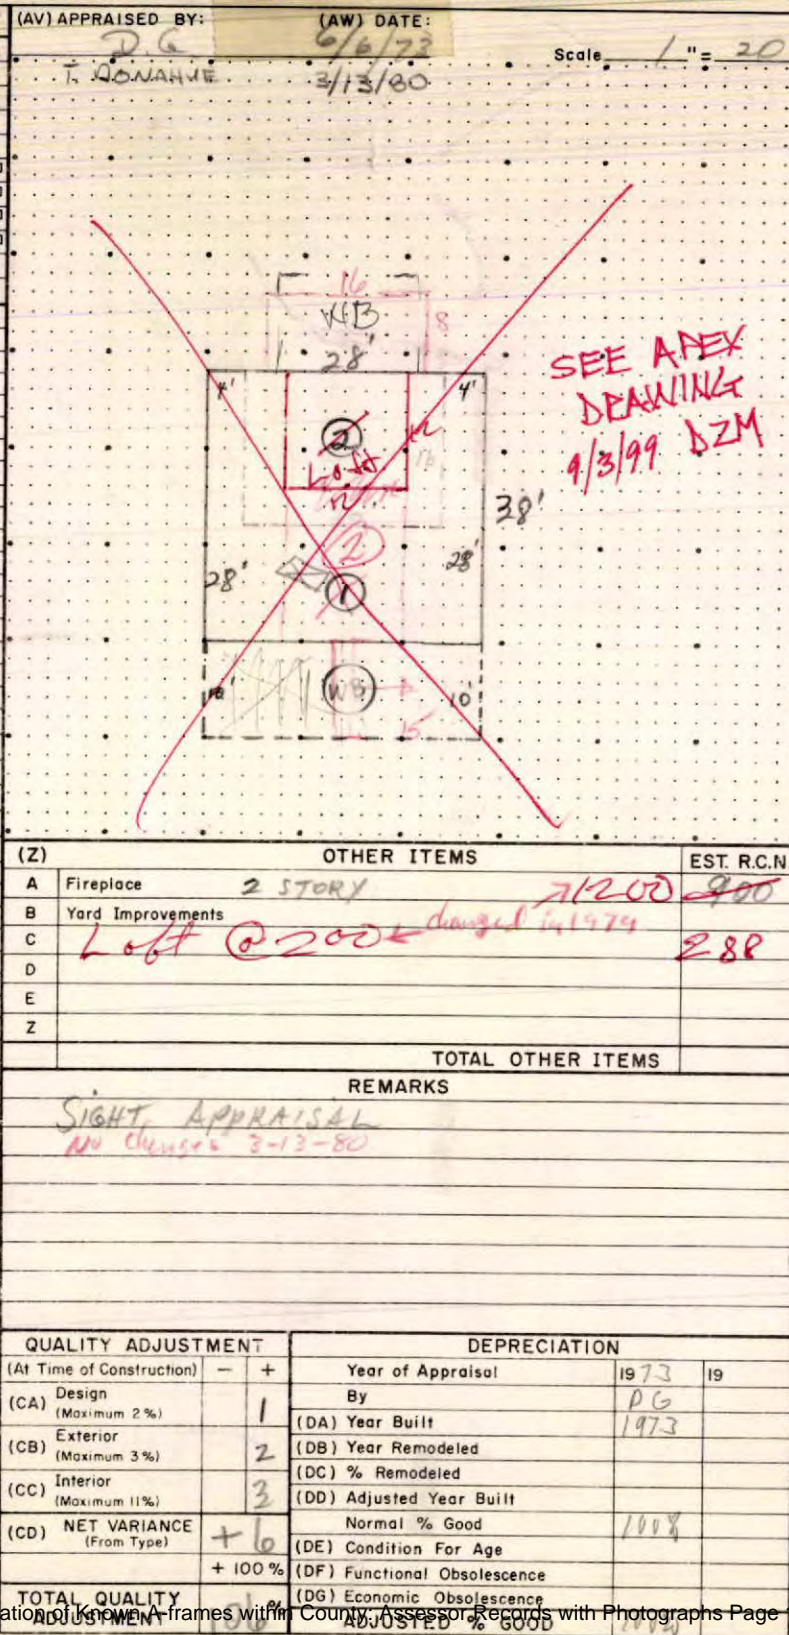 (AV) APPRAISED BY: (AW) DATE:
D.G 6/6/73
T. DONAHUE 3/13/80
Scale 1 "= 20
16
WB
8
28'
4' 4'
2
Loft
12
12
SEE APEX
DRAWING
9/3/99 DZM
38'
2
28' 28'
1
10' WB 10'
15
(Z) OTHER ITEMS EST. R.C.N
A Fireplace 2 STORY 1200 900
B Yard Improvements
C Loft @ 200 ← changed in 1979 288
D
E
Z
TOTAL OTHER ITEMS
REMARKS
SIGHT APPRAISAL
No Changes 3-13-80
QUALITY ADJUSTMENT
(At Time of Construction) - +
(CA) Design 1
(Maximum 2%)
(CB) Exterior 2
(Maximum 3%)
(CC) Interior 3
(Maximum 11%)
(CD) NET VARIANCE +6
(From Type)
+ 100%
TOTAL QUALITY
ADJUSTMENT 106%
DEPRECIATION
Year of Appraisal 1973 19
By DG
(DA) Year Built 1973
(DB) Year Remodeled
(DC) % Remodeled
(DD) Adjusted Year Built
Normal % Good
(DE) Condition For Age
(DF) Functional Obsolescence
(DG) Economic Obsolescence
ADJUSTED % GOOD
ation of Known A-frames within County: Assessor Records with Photographs Page